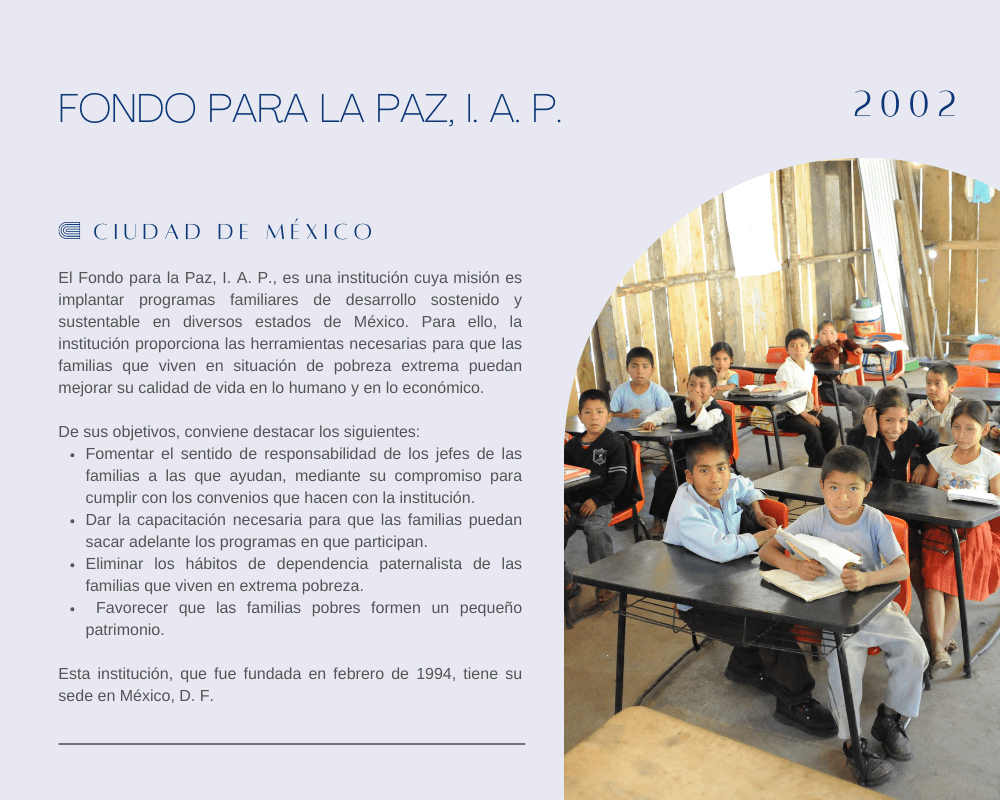 FONDO PARA LA PAZ, I. A. P.
2002
CIUDAD DE MÉXICO
El Fondo para la Paz, I. A. P., es una institución cuya misión es
implantar programas familiares de desarrollo sostenido y
sustentable en diversos estados de México. Para ello, la
institución proporciona las herramientas necesarias para que las
familias que viven en situación de pobreza extrema puedan
mejorar su calidad de vida en lo humano y en lo económico.
De sus objetivos, conviene destacar los siguientes:
• Fomentar el sentido de responsabilidad de los jefes de las
familias a las que ayudan, mediante su compromiso para
cumplir con los convenios que hacen con la institución.
• Dar la capacitación necesaria para que las familias puedan
sacar adelante los programas en que participan.
• Eliminar los hábitos de dependencia paternalista de las
familias que viven en extrema pobreza.
• Favorecer que las familias pobres formen un pequeño
patrimonio.
Esta institución, que fue fundada en febrero de 1994, tiene su
sede en México, D. F.